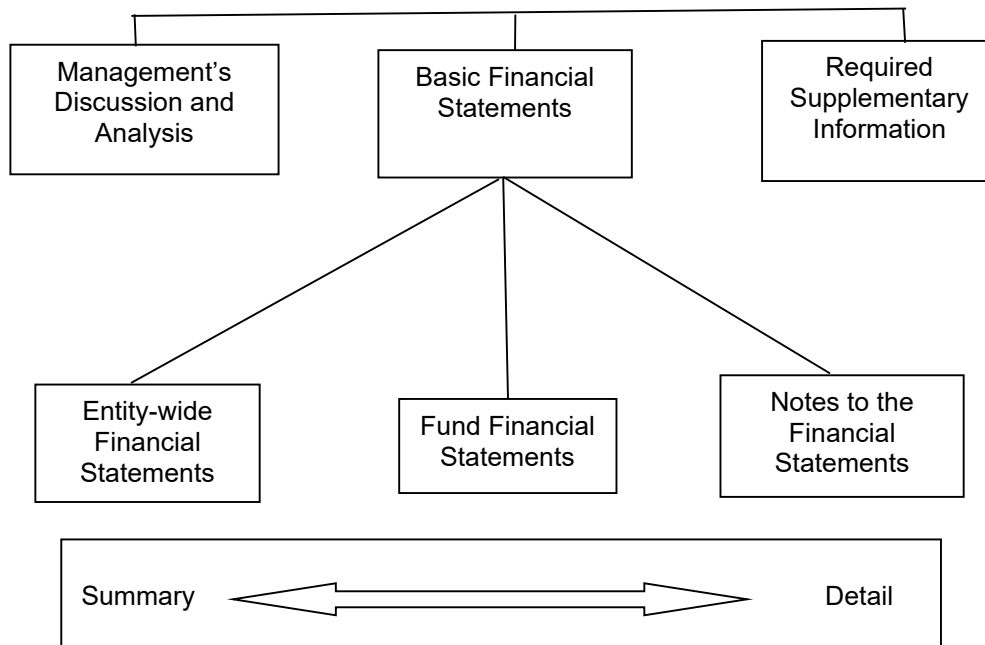 Management’s
Discussion and
Analysis
Basic Financial
Statements
Required
Supplementary
Information
Entity-wide
Financial
Statements
Fund Financial
Statements
Notes to the
Financial
Statements
Summary
Detail